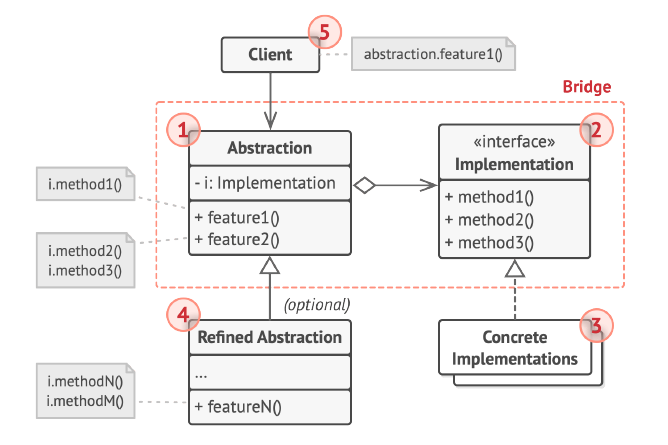 5
Client
abstraction.feature1()
Bridge
1
Abstraction
- i: Implementation
+ feature1()
+ feature2()
2
«interface»
Implementation
+ method1()
+ method2()
+ method3()
i.method1()
i.method2()
i.method3()
(optional)
4
Refined Abstraction
...
+ featureN()
3
Concrete
Implementations
i.methodN()
i.methodM()